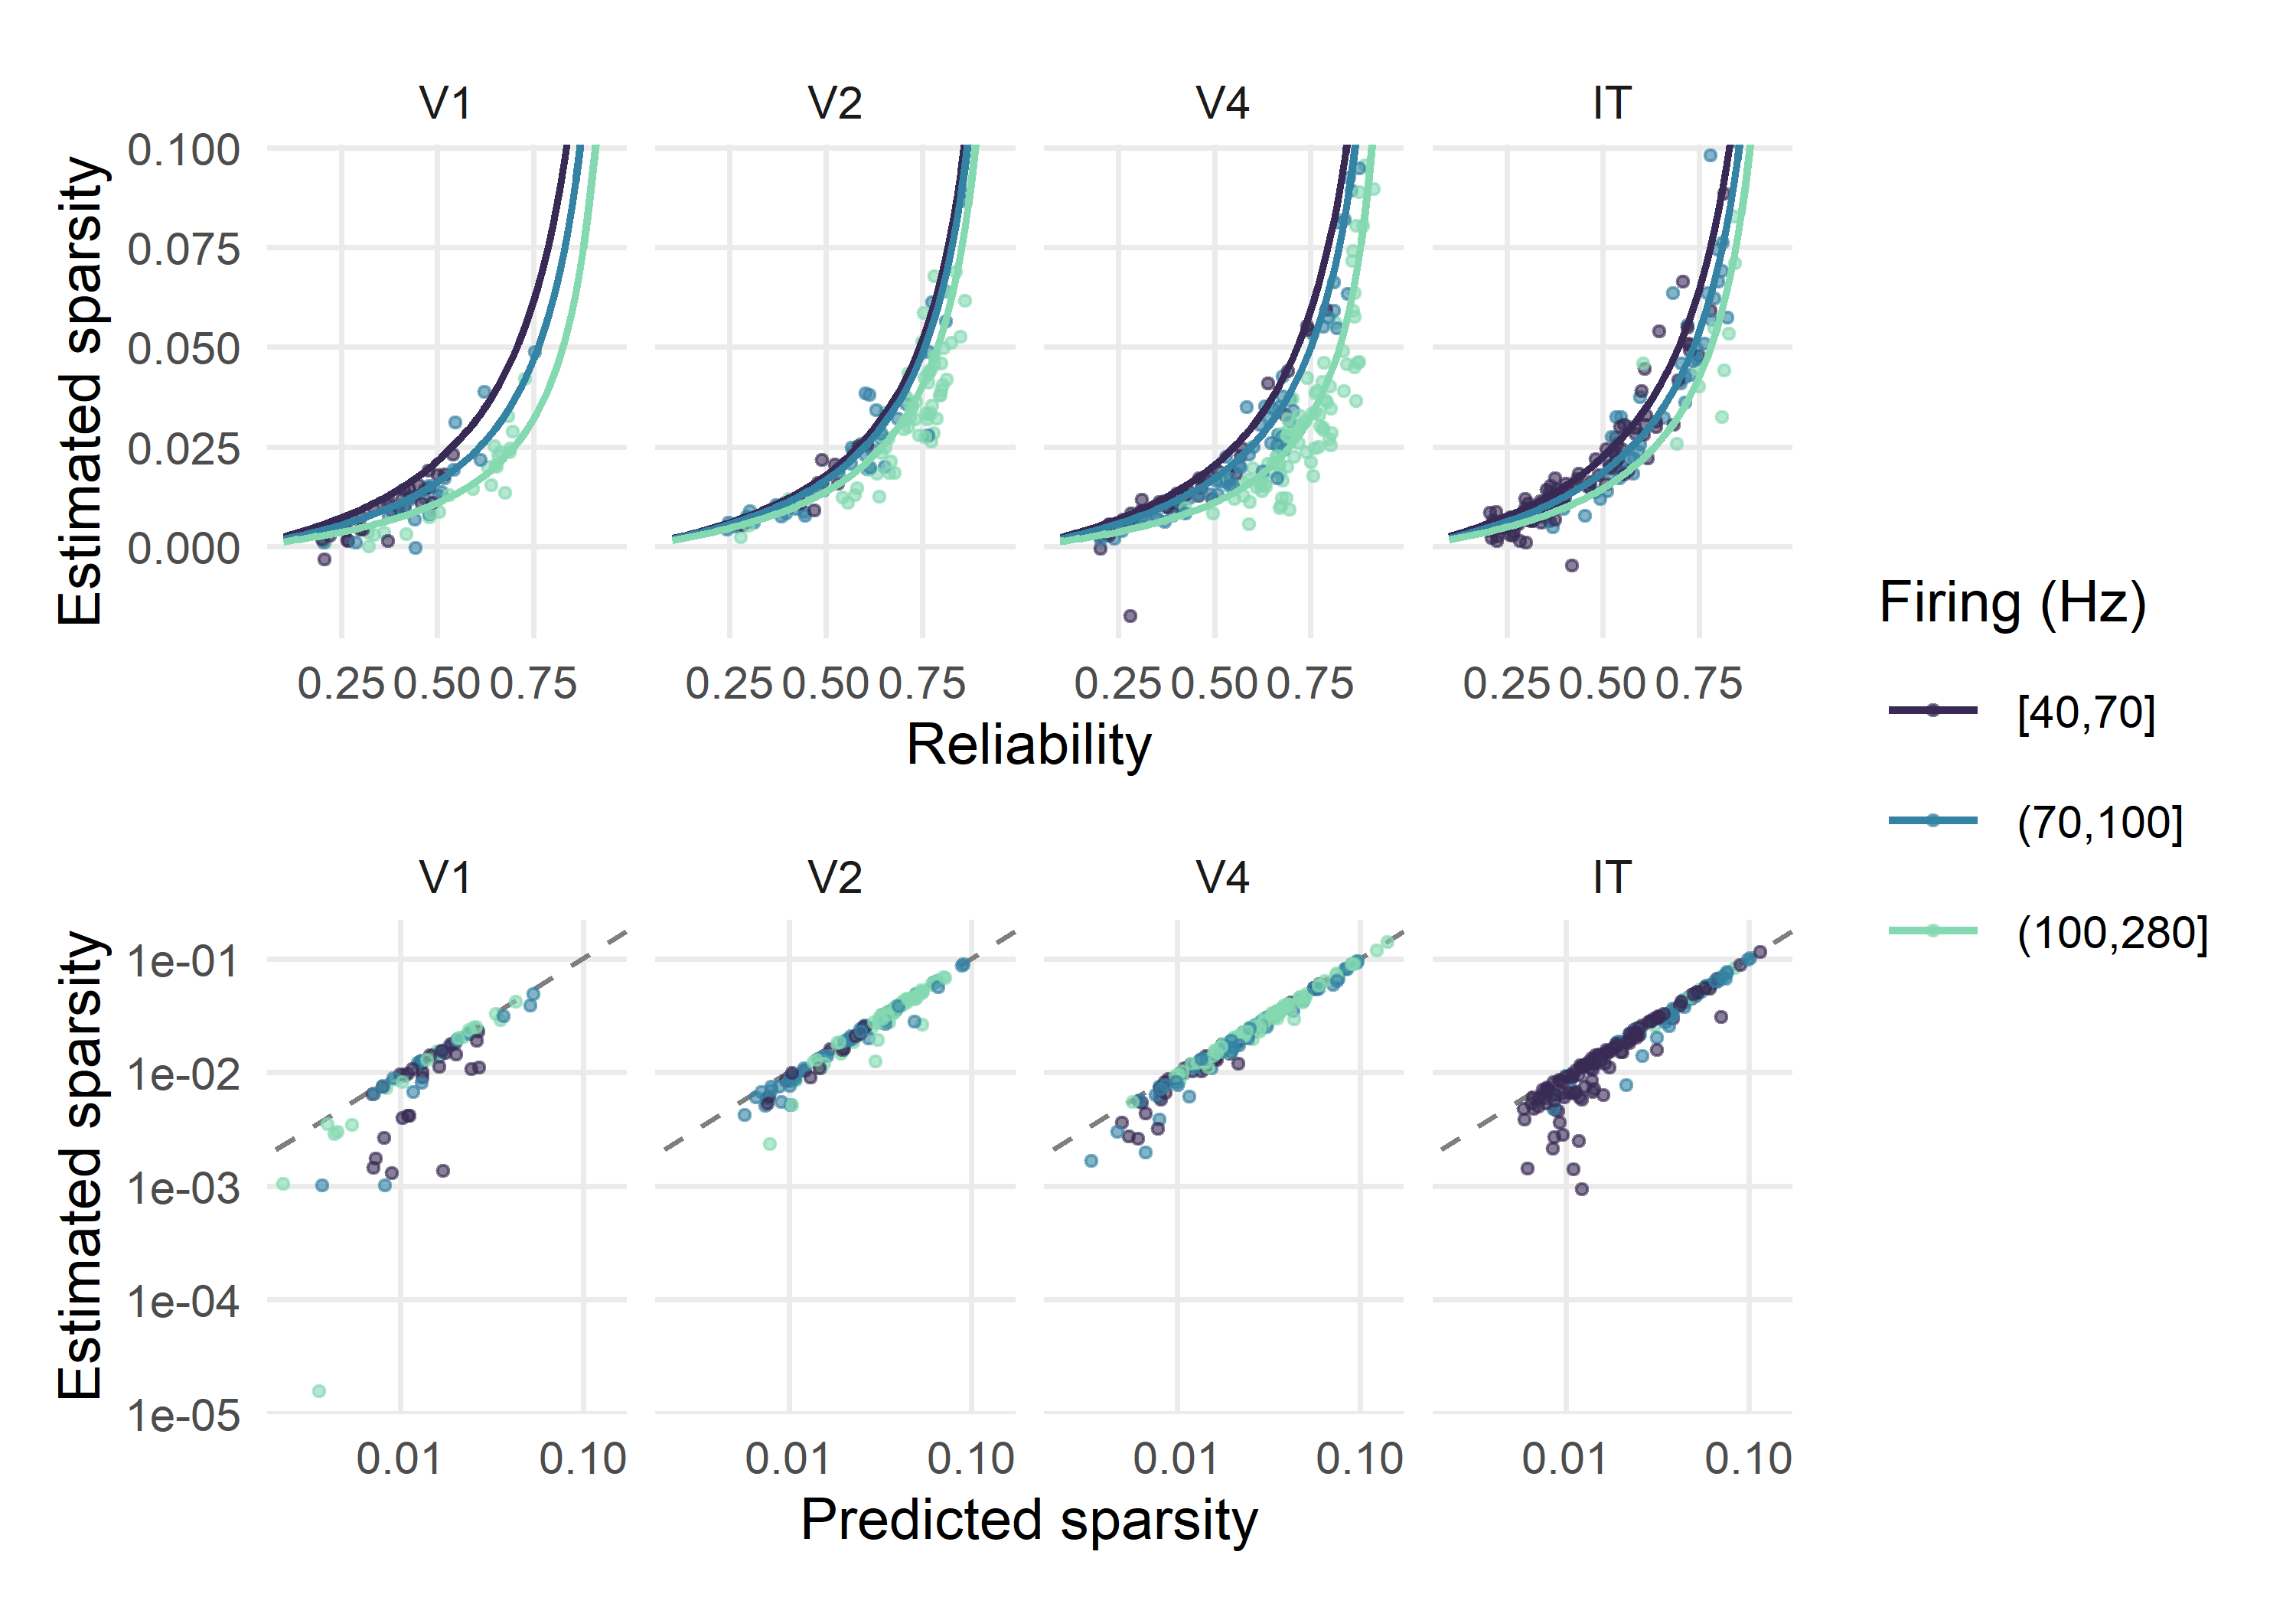 V1 V2 V4 IT
Estimated sparsity
0.100
0.075
0.050
0.025
0.000
0.25 0.50 0.75 0.25 0.50 0.75 0.25 0.50 0.75 0.25 0.50 0.75
Reliability
Firing (Hz)
[40,70]
(70,100]
(100,280]
V1 V2 V4 IT
Estimated sparsity
1e-01
1e-02
1e-03
1e-04
1e-05
0.01 0.10 0.01 0.10 0.01 0.10 0.01 0.10
Predicted sparsity